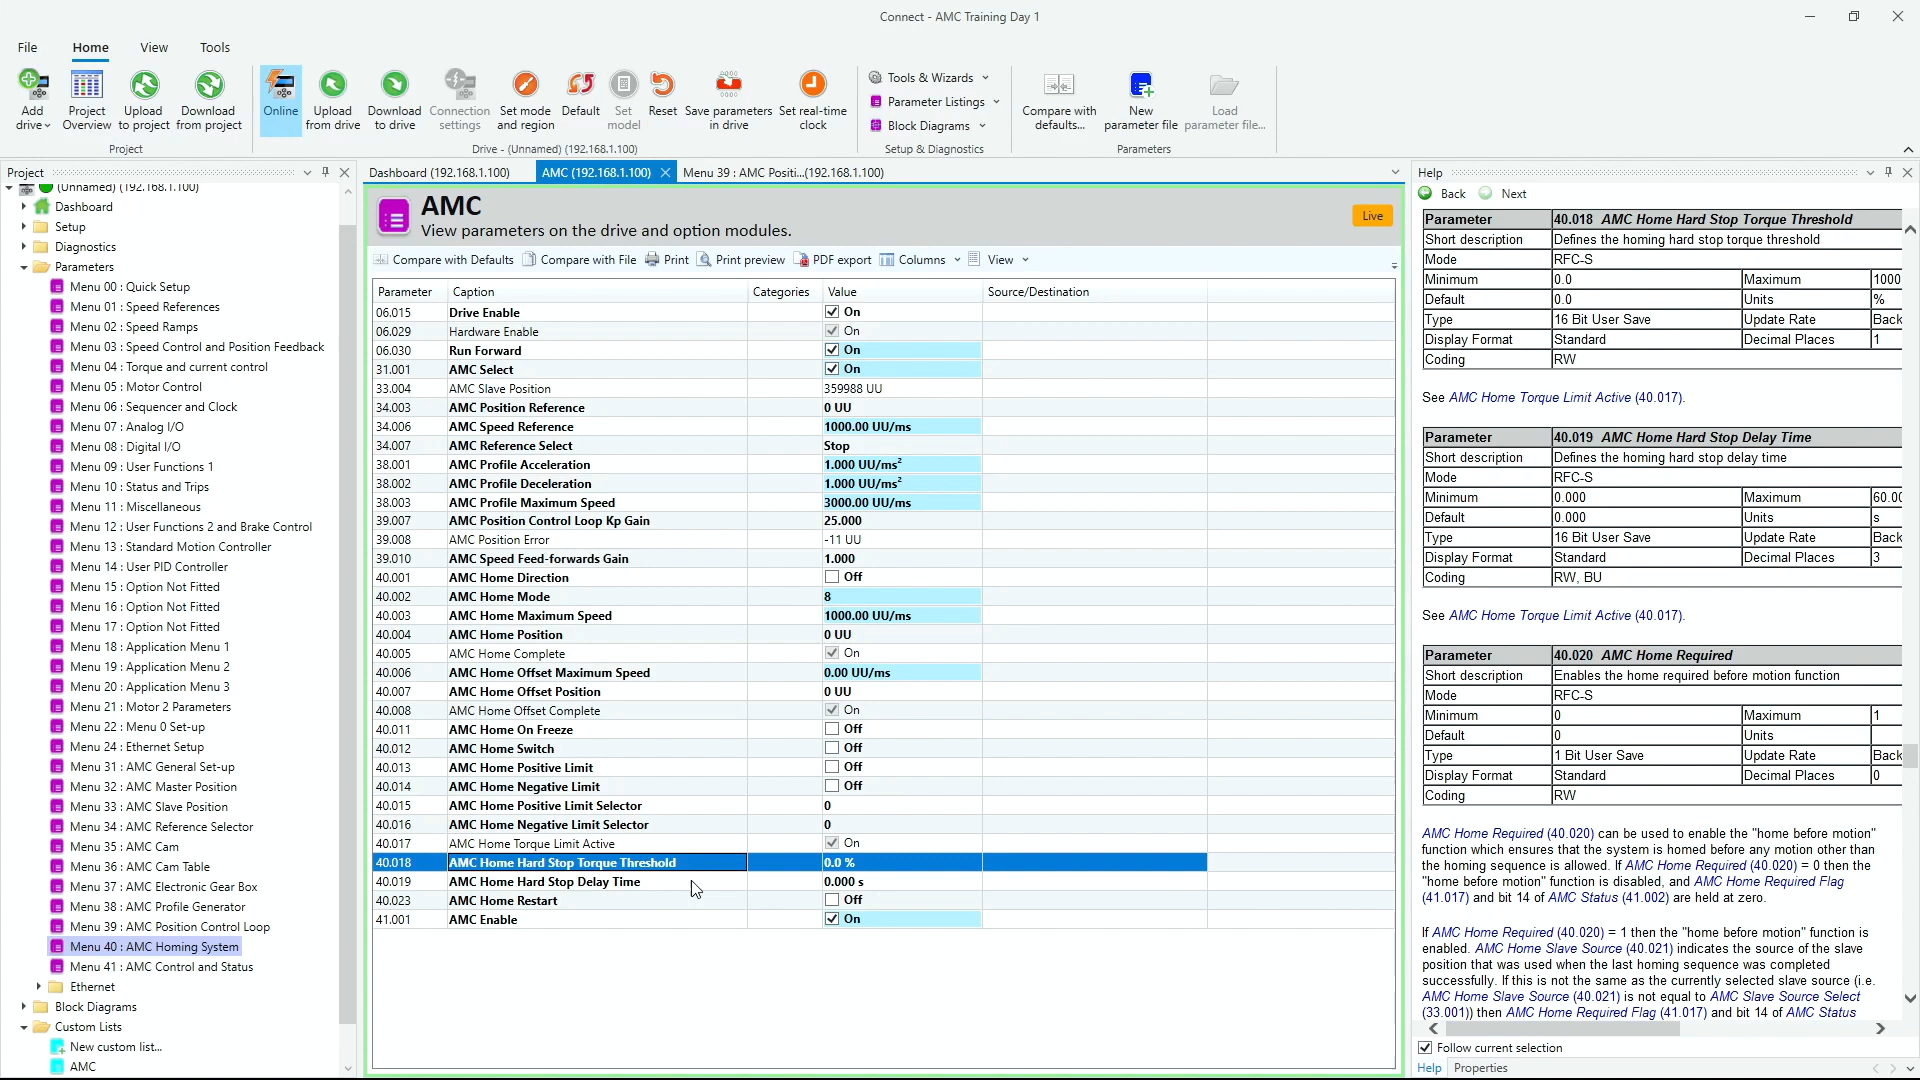 Connect - AMC Training Day 1
File Home View Tools
Add drive
Project Overview
Upload to project
Download from project
Online
Upload from drive
Download to drive
Connection settings
Set mode and region
Default
Set model
Reset
Save parameters in drive
Set real-time clock
Tools & Wizards
Parameter Listings
Block Diagrams
Compare with defaults...
New parameter file
Load parameter file...
Project
Drive - (Unnamed) (192.168.1.100)
Setup & Diagnostics
Parameters
Project
(Unnamed) (192.168.1.100)
Dashboard
Setup
Diagnostics
Parameters
Menu 00 : Quick Setup
Menu 01 : Speed References
Menu 02 : Speed Ramps
Menu 03 : Speed Control and Position Feedback
Menu 04 : Torque and current control
Menu 05 : Motor Control
Menu 06 : Sequencer and Clock
Menu 07 : Analog I/O
Menu 08 : Digital I/O
Menu 09 : User Functions 1
Menu 10 : Status and Trips
Menu 11 : Miscellaneous
Menu 12 : User Functions 2 and Brake Control
Menu 13 : Standard Motion Controller
Menu 14 : User PID Controller
Menu 15 : Option Not Fitted
Menu 16 : Option Not Fitted
Menu 17 : Option Not Fitted
Menu 18 : Application Menu 1
Menu 19 : Application Menu 2
Menu 20 : Application Menu 3
Menu 21 : Motor 2 Parameters
Menu 22 : Menu 0 Set-up
Menu 24 : Ethernet Setup
Menu 31 : AMC General Set-up
Menu 32 : AMC Master Position
Menu 33 : AMC Slave Position
Menu 34 : AMC Reference Selector
Menu 35 : AMC Cam
Menu 36 : AMC Cam Table
Menu 37 : AMC Electronic Gear Box
Menu 38 : AMC Profile Generator
Menu 39 : AMC Position Control Loop
Menu 40 : AMC Homing System
Menu 41 : AMC Control and Status
Ethernet
Block Diagrams
Custom Lists
New custom list...
AMC
Dashboard (192.168.1.100) AMC (192.168.1.100) Menu 39 : AMC Positi...(192.168.1.100)
AMC
View parameters on the drive and option modules.
Live
Compare with Defaults Compare with File Print Print preview PDF export Columns View
Parameter Caption Categories Value Source/Destination
06.015 Drive Enable On
06.029 Hardware Enable On
06.030 Run Forward On
31.001 AMC Select On
33.004 AMC Slave Position 359988 UU
34.003 AMC Position Reference 0 UU
34.006 AMC Speed Reference 1000.00 UU/ms
34.007 AMC Reference Select Stop
38.001 AMC Profile Acceleration 1.000 UU/ms²
38.002 AMC Profile Deceleration 1.000 UU/ms²
38.003 AMC Profile Maximum Speed 3000.00 UU/ms
39.007 AMC Position Control Loop Kp Gain 25.000
39.008 AMC Position Error -11 UU
39.010 AMC Speed Feed-forwards Gain 1.000
40.001 AMC Home Direction Off
40.002 AMC Home Mode 8
40.003 AMC Home Maximum Speed 1000.00 UU/ms
40.004 AMC Home Position 0 UU
40.005 AMC Home Complete On
40.006 AMC Home Offset Maximum Speed 0.00 UU/ms
40.007 AMC Home Offset Position 0 UU
40.008 AMC Home Offset Complete On
40.011 AMC Home On Freeze Off
40.012 AMC Home Switch Off
40.013 AMC Home Positive Limit Off
40.014 AMC Home Negative Limit Off
40.015 AMC Home Positive Limit Selector 0
40.016 AMC Home Negative Limit Selector 0
40.017 AMC Home Torque Limit Active On
40.018 AMC Home Hard Stop Torque Threshold 0.0 %
40.019 AMC Home Hard Stop Delay Time 0.000 s
40.023 AMC Home Restart Off
41.001 AMC Enable On
Help
Back Next
Parameter 40.018 AMC Home Hard Stop Torque Threshold
Short description Defines the homing hard stop torque threshold
Mode RFC-S
Minimum 0.0 Maximum 1000
Default 0.0 Units %
Type 16 Bit User Save Update Rate Back
Display Format Standard Decimal Places 1
Coding RW
See AMC Home Torque Limit Active (40.017).
Parameter 40.019 AMC Home Hard Stop Delay Time
Short description Defines the homing hard stop delay time
Mode RFC-S
Minimum 0.000 Maximum 60.00
Default 0.000 Units s
Type 16 Bit User Save Update Rate Back
Display Format Standard Decimal Places 3
Coding RW, BU
See AMC Home Torque Limit Active (40.017).
Parameter 40.020 AMC Home Required
Short description Enables the home required before motion function
Mode RFC-S
Minimum 0 Maximum 1
Default 0 Units
Type 1 Bit User Save Update Rate Back
Display Format Standard Decimal Places 0
Coding RW
AMC Home Required (40.020) can be used to enable the "home before motion"
function which ensures that the system is homed before any motion other than
the homing sequence is allowed. If AMC Home Required (40.020) = 0 then the
"home before motion" function is disabled, and AMC Home Required Flag
(41.017) and bit 14 of AMC Status (41.002) are held at zero.
If AMC Home Required (40.020) = 1 then the "home before motion" function is
enabled. AMC Home Slave Source (40.021) indicates the source of the slave
position that was used when the last homing sequence was completed
successfully. If this is not the same as the currently selected slave source (i.e.
AMC Home Slave Source (40.021) is not equal to AMC Slave Source Select
(33.001)) then AMC Home Required Flag (41.017) and bit 14 of AMC Status
Follow current selection
Help Properties